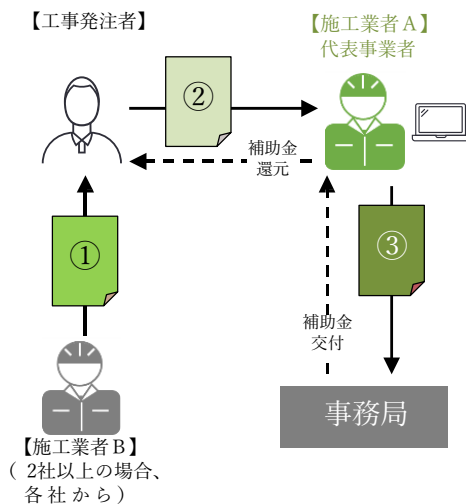 【工事発注者】
【施工業者A】
代表事業者
②
補助金
還元
①
③
補助金
交付
事務局
【施工業者B】
( 2社以上の場合、
各社から)